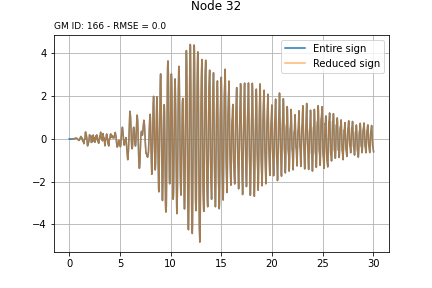 Node 32
GM ID: 166 - RMSE = 0.0
Entire sign
Reduced sign
4
2
0
−2
−4
0 5 10 15 20 25 30